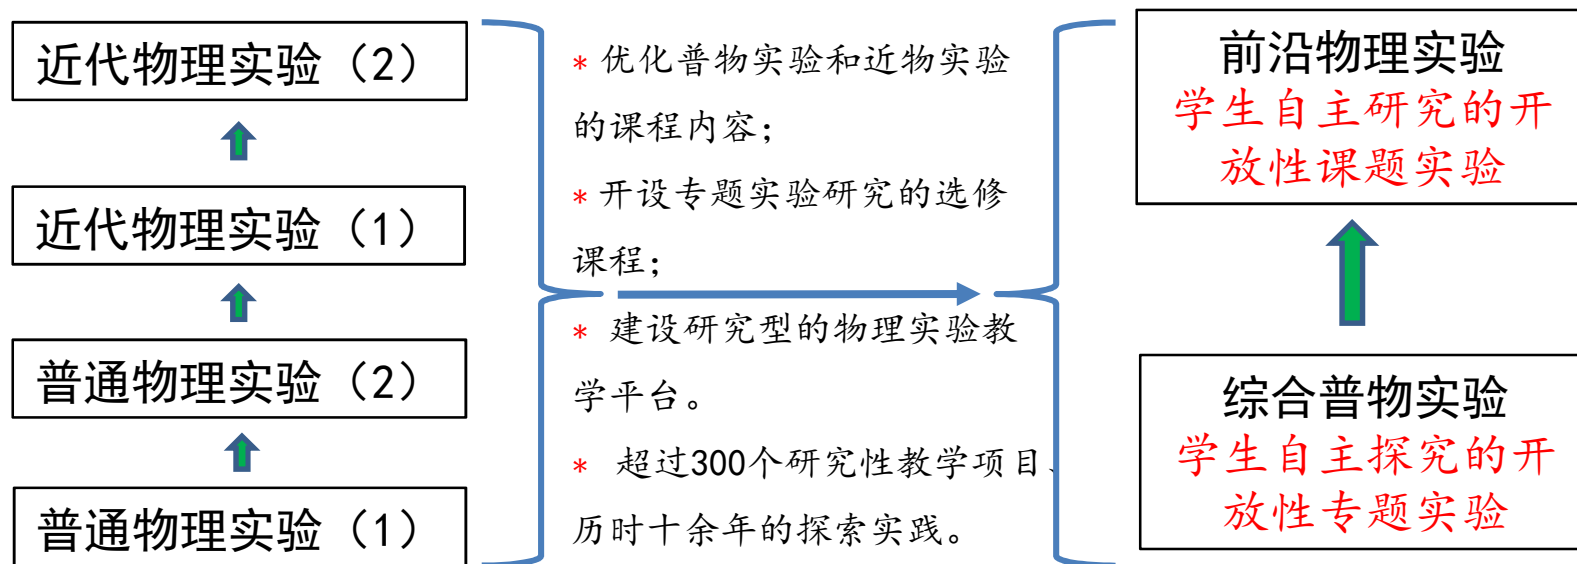 近代物理实验（2）
近代物理实验（1）
普通物理实验（2）
普通物理实验（1）
* 优化普物实验和近物实验
的课程内容；
* 开设专题实验研究的选修
课程；
* 建设研究型的物理实验教
学平台。
* 超过300个研究性教学项目、
历时十余年的探索实践。
前沿物理实验
学生自主研究的开
放性课题实验
综合普物实验
学生自主探究的开
放性专题实验